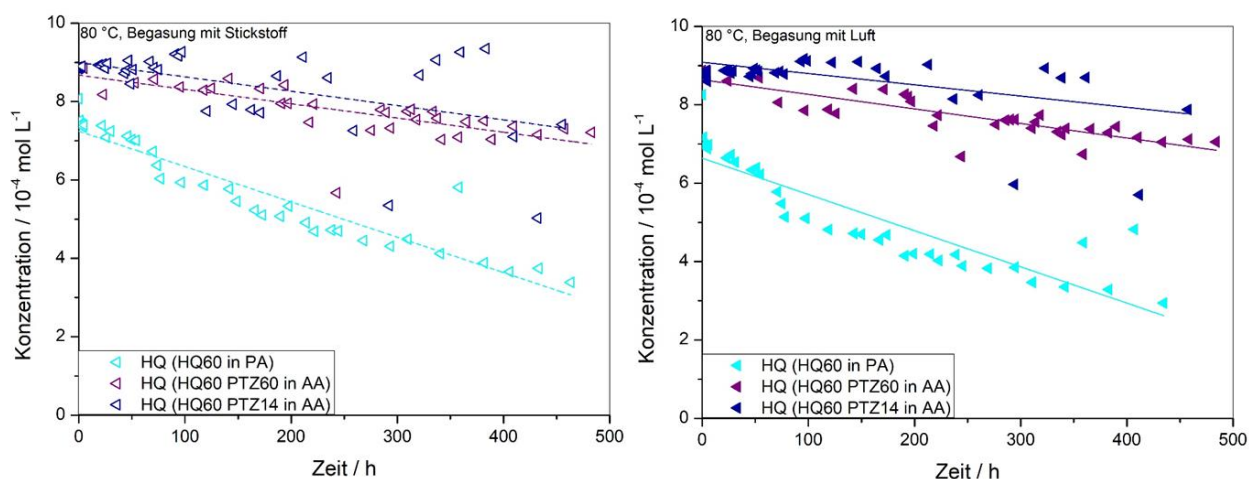 80 °C, Begasung mit Stickstoff
Konzentration / 10⁻⁴ mol L⁻¹
10
8
6
4
2
0
HQ (HQ60 in PA)
HQ (HQ60 PTZ60 in AA)
HQ (HQ60 PTZ14 in AA)
0 100 200 300 400 500
Zeit / h
80 °C, Begasung mit Luft
Konzentration / 10⁻⁴ mol L⁻¹
10
8
6
4
2
0
HQ (HQ60 in PA)
HQ (HQ60 PTZ60 in AA)
HQ (HQ60 PTZ14 in AA)
0 100 200 300 400 500
Zeit / h